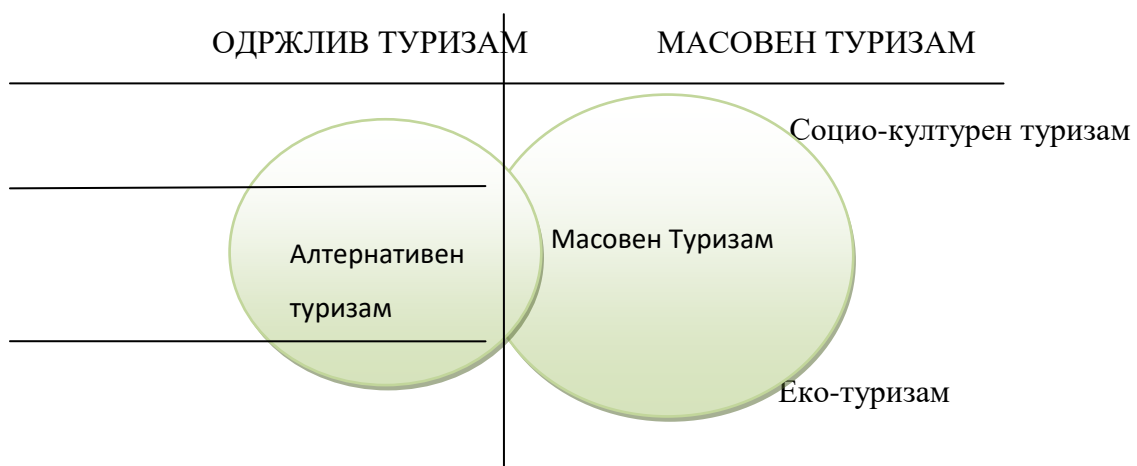 ОДРЖЛИВ ТУРИЗАМ
МАСОВЕН ТУРИЗАМ
Социо-културен туризам
Масовен Туризам
Алтернативен
туризам
Еко-туризам